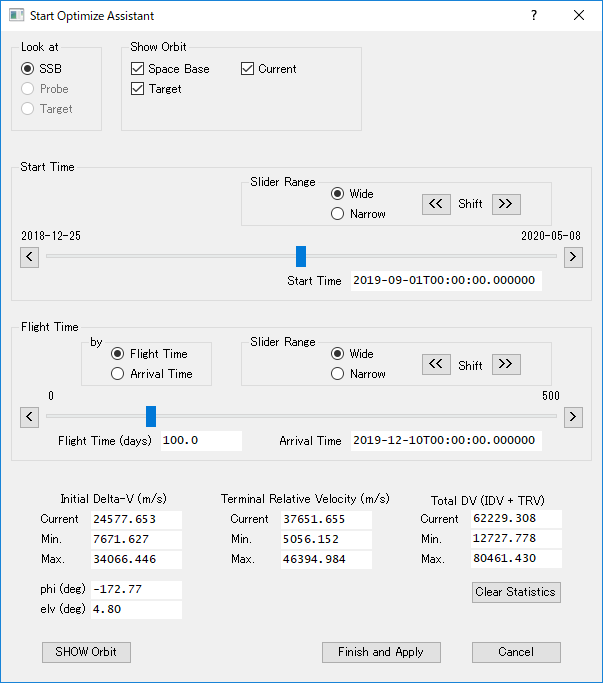 Start Optimize Assistant
?
Look at
SSB
Probe
Target
Show Orbit
Space Base
Current
Target
Start Time
Slider Range
Wide
Narrow
<< Shift >>
2018-12-25 2020-05-08
< >
Start Time 2019-09-01T00:00:00.000000
Flight Time
by
Flight Time
Arrival Time
Slider Range
Wide
Narrow
<< Shift >>
0 500
< >
Flight Time (days) 100.0 Arrival Time 2019-12-10T00:00:00.000000
Initial Delta-V (m/s)
Current 24577.653
Min. 7671.627
Max. 34066.446
phi (deg) -172.77
elv (deg) 4.80
Terminal Relative Velocity (m/s)
Current 37651.655
Min. 5056.152
Max. 46394.984
Total DV (IDV + TRV)
Current 62229.308
Min. 12727.778
Max. 80461.430
Clear Statistics
SHOW Orbit Finish and Apply Cancel